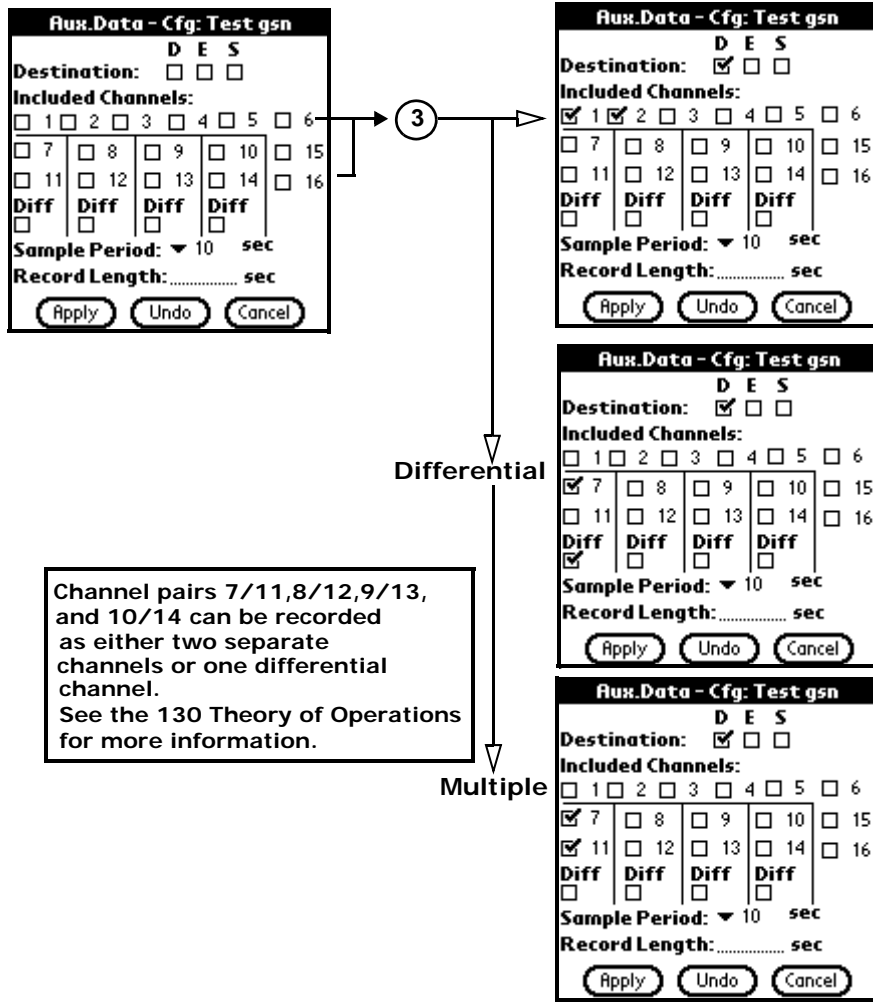 Aux.Data - Cfg: Test gsn
D E S
Destination:
Included Channels:
1 2 3 4 5 6
7 8 9 10 15
11 12 13 14 16
Diff Diff Diff Diff
Sample Period: 10 sec
Record Length: sec
Apply Undo Cancel
3
Aux.Data - Cfg: Test gsn
D E S
Destination:
Included Channels:
1 2 3 4 5 6
7 8 9 10 15
11 12 13 14 16
Diff Diff Diff Diff
Sample Period: 10 sec
Record Length: sec
Apply Undo Cancel
Differential
Aux.Data - Cfg: Test gsn
D E S
Destination:
Included Channels:
1 2 3 4 5 6
7 8 9 10 15
11 12 13 14 16
Diff Diff Diff Diff
Sample Period: 10 sec
Record Length: sec
Apply Undo Cancel
Channel pairs 7/11,8/12,9/13,
and 10/14 can be recorded
as either two separate
channels or one differential
channel.
See the 130 Theory of Operations
for more information.
Multiple
Aux.Data - Cfg: Test gsn
D E S
Destination:
Included Channels:
1 2 3 4 5 6
7 8 9 10 15
11 12 13 14 16
Diff Diff Diff Diff
Sample Period: 10 sec
Record Length: sec
Apply Undo Cancel